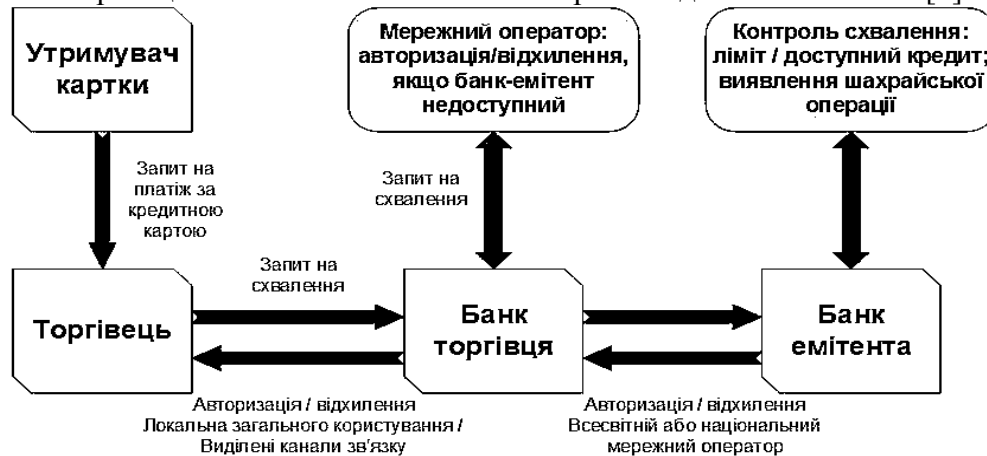 Утримувач
картки
Мережний оператор:
авторизація/відхилення,
якщо банк-емітент
недоступний
Контроль схвалення:
ліміт / доступний кредит;
виявлення шахрайської
операції
Запит на
платіж за
кредитною
картою
Запит на
схвалення
Запит на
схвалення
Торгівець
Банк
торгівця
Банк
емітента
Авторизація / відхилення
Локальна загального користування /
Виділені канали зв'язку
Авторизація / відхилення
Всесвітній або національний
мережний оператор